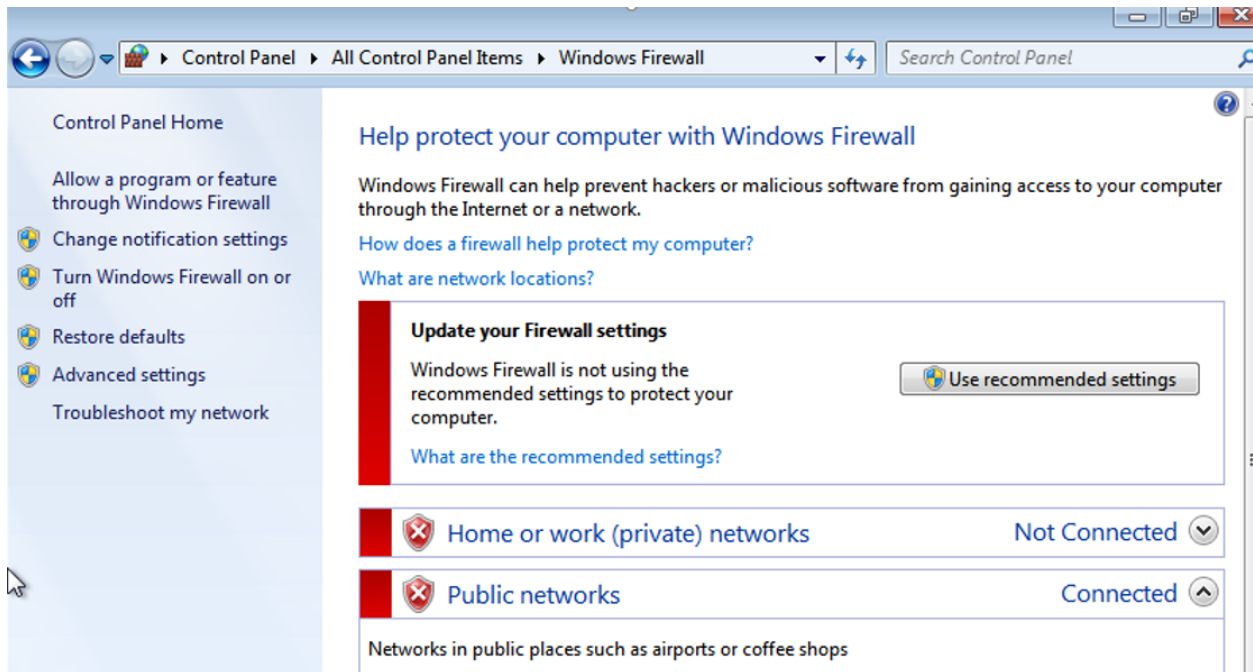 Control Panel ▸ All Control Panel Items ▸ Windows Firewall
Search Control Panel
Control Panel Home
Allow a program or feature
through Windows Firewall
Change notification settings
Turn Windows Firewall on or
off
Restore defaults
Advanced settings
Troubleshoot my network
Help protect your computer with Windows Firewall
Windows Firewall can help prevent hackers or malicious software from gaining access to your computer
through the Internet or a network.
How does a firewall help protect my computer?
What are network locations?
Update your Firewall settings
Windows Firewall is not using the
recommended settings to protect your
computer.
Use recommended settings
What are the recommended settings?
Home or work (private) networks
Not Connected
Public networks
Connected
Networks in public places such as airports or coffee shops